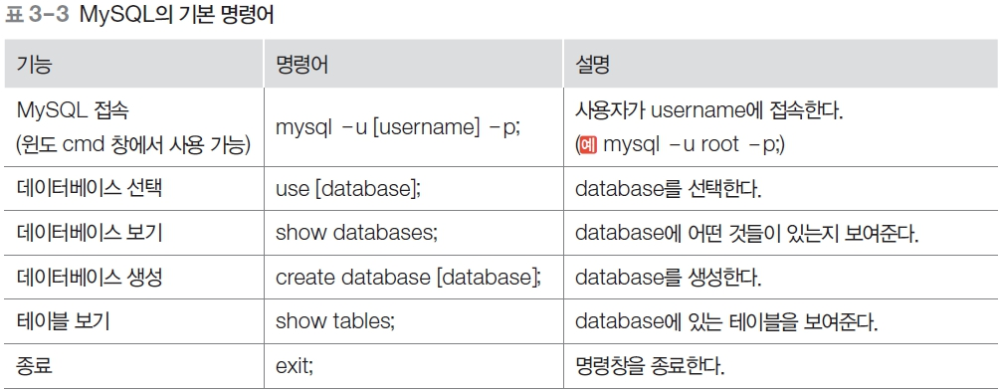 표 3-3 MySQL의 기본 명령어
기능 명령어 설명
MySQL 접속
(윈도 cmd 창에서 사용 가능)
mysql –u [username] –p;
사용자가 username에 접속한다.
(예 mysql –u root –p;)
데이터베이스 선택 use [database]; database를 선택한다.
데이터베이스 보기 show databases; database에 어떤 것들이 있는지 보여준다.
데이터베이스 생성 create database [database]; database를 생성한다.
테이블 보기 show tables; database에 있는 테이블을 보여준다.
종료 exit; 명령창을 종료한다.